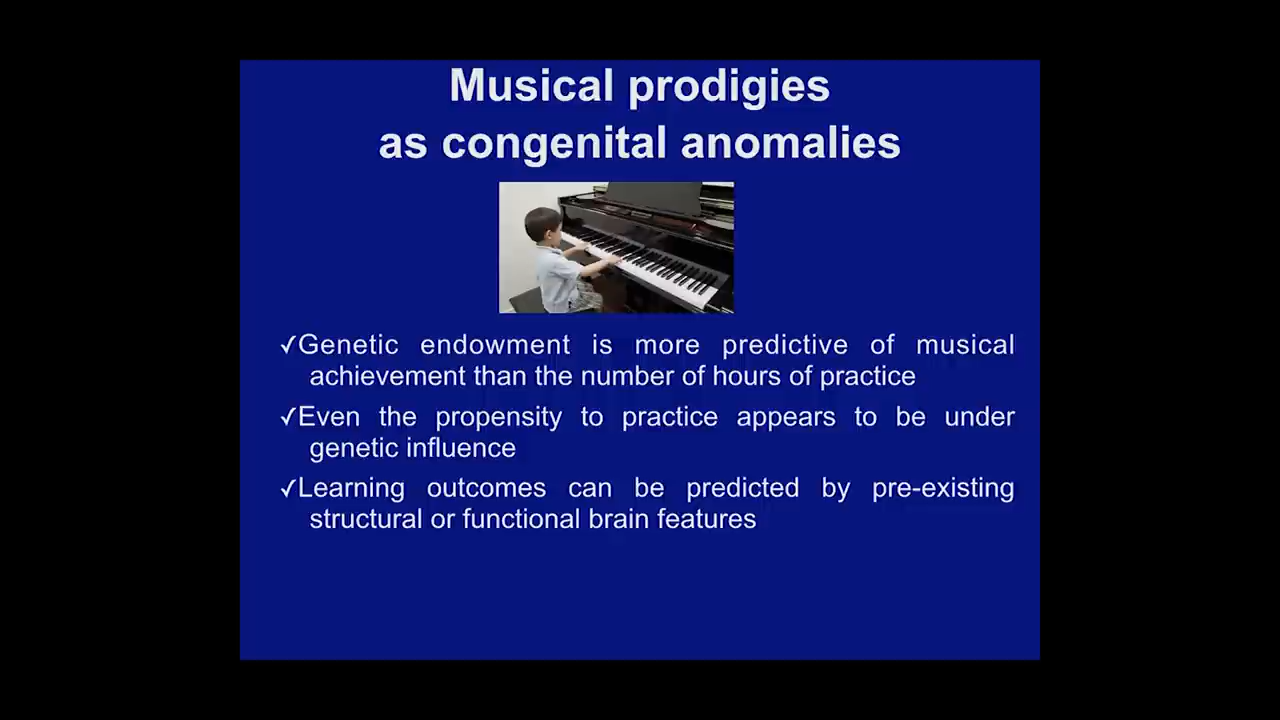 Musical prodigies
as congenital anomalies
✓Genetic endowment is more predictive of musical
achievement than the number of hours of practice
✓Even the propensity to practice appears to be under
genetic influence
✓Learning outcomes can be predicted by pre-existing
structural or functional brain features